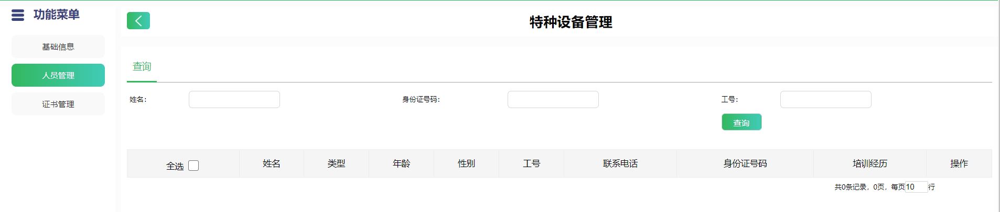 功能菜单
特种设备管理
基础信息
人员管理
证书管理
查询
姓名: 身份证号码: 工号:
查询
全选 姓名 类型 年龄 性别 工号 联系电话 身份证号码 培训经历 操作
共0条记录，0页，每页10行